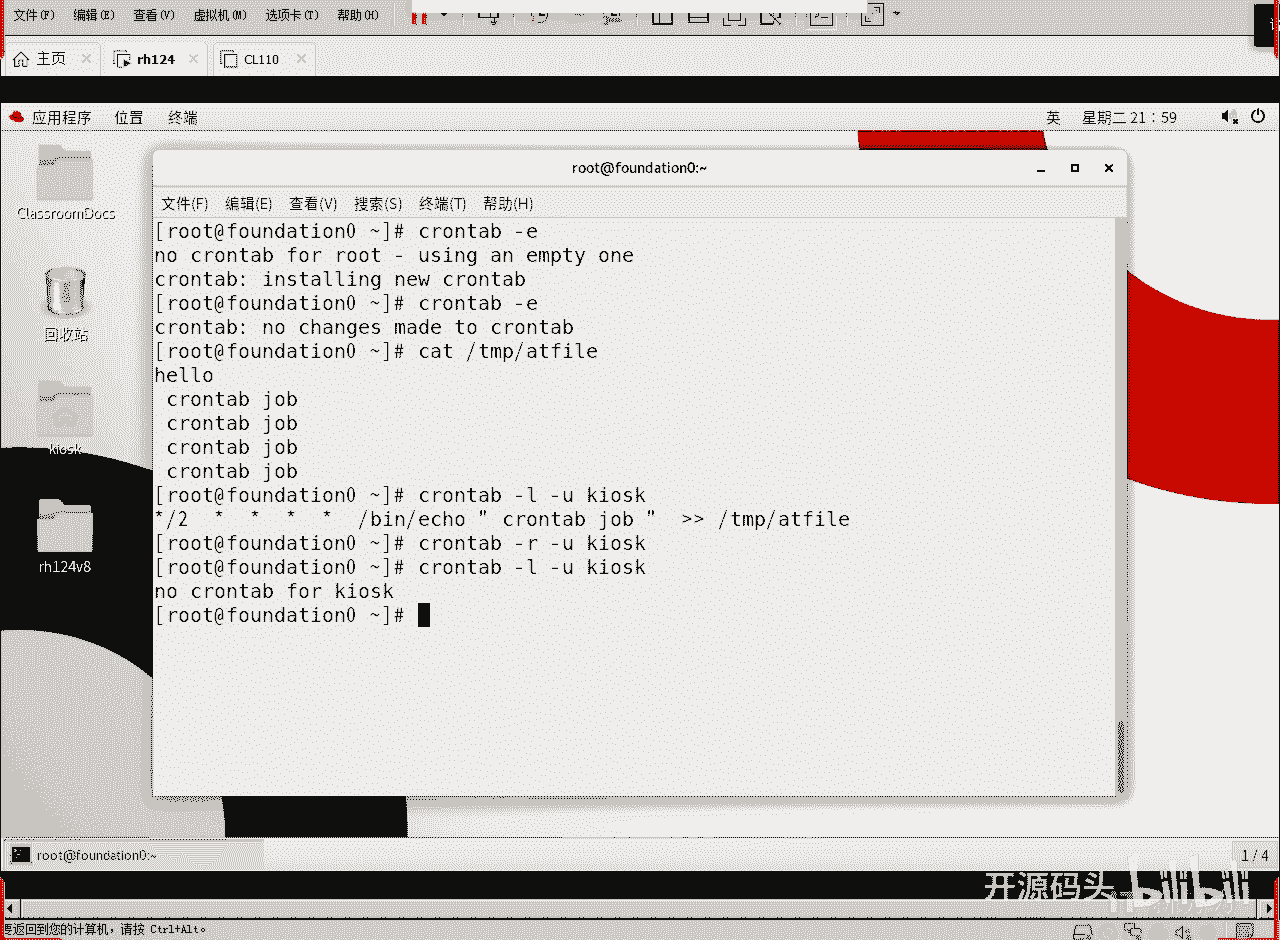 文件(F) 编辑(E) 查看(V) 虚拟机(M) 选项卡(T) 帮助(H)
主页 rh124 CL110
应用程序 位置 终端 英 星期二 21：59
ClassroomDocs
回收站
kiosk
rh124v8
root@foundation0:~
文件(F) 编辑(E) 查看(V) 搜索(S) 终端(T) 帮助(H)
[root@foundation0 ~]# crontab -e
no crontab for root - using an empty one
crontab: installing new crontab
[root@foundation0 ~]# crontab -e
crontab: no changes made to crontab
[root@foundation0 ~]# cat /tmp/atfile
hello
 crontab job
 crontab job
 crontab job
 crontab job
[root@foundation0 ~]# crontab -l -u kiosk
*/2  *  *  *  *  /bin/echo " crontab job "  >> /tmp/atfile
[root@foundation0 ~]# crontab -r -u kiosk
[root@foundation0 ~]# crontab -l -u kiosk
no crontab for kiosk
[root@foundation0 ~]#
root@foundation0:~ 1 / 4
开源码头 bilibili
要返回到您的计算机，请按 Ctrl+Alt。